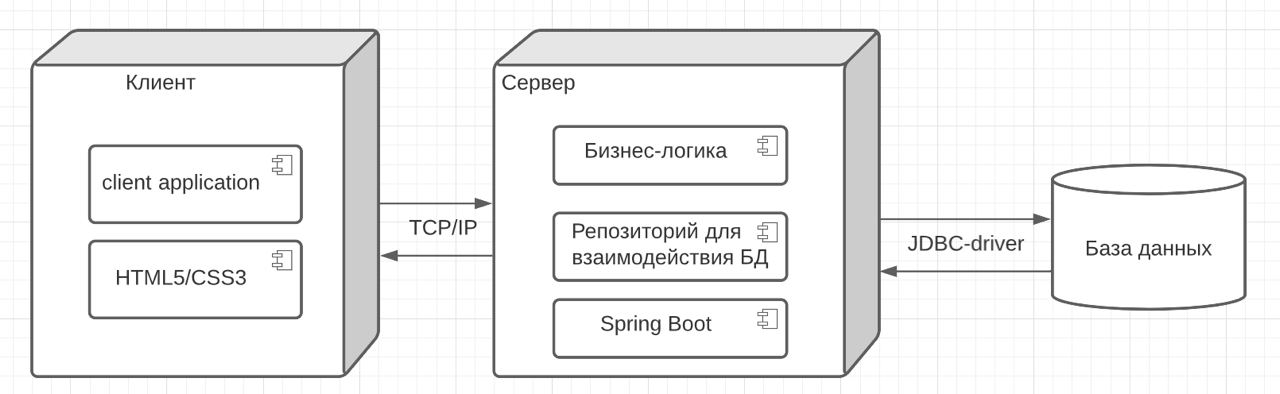 Клиент
client application
HTML5/CSS3
TCP/IP
Сервер
Бизнес-логика
Репозиторий для
взаимодействия БД
Spring Boot
JDBC-driver
База данных